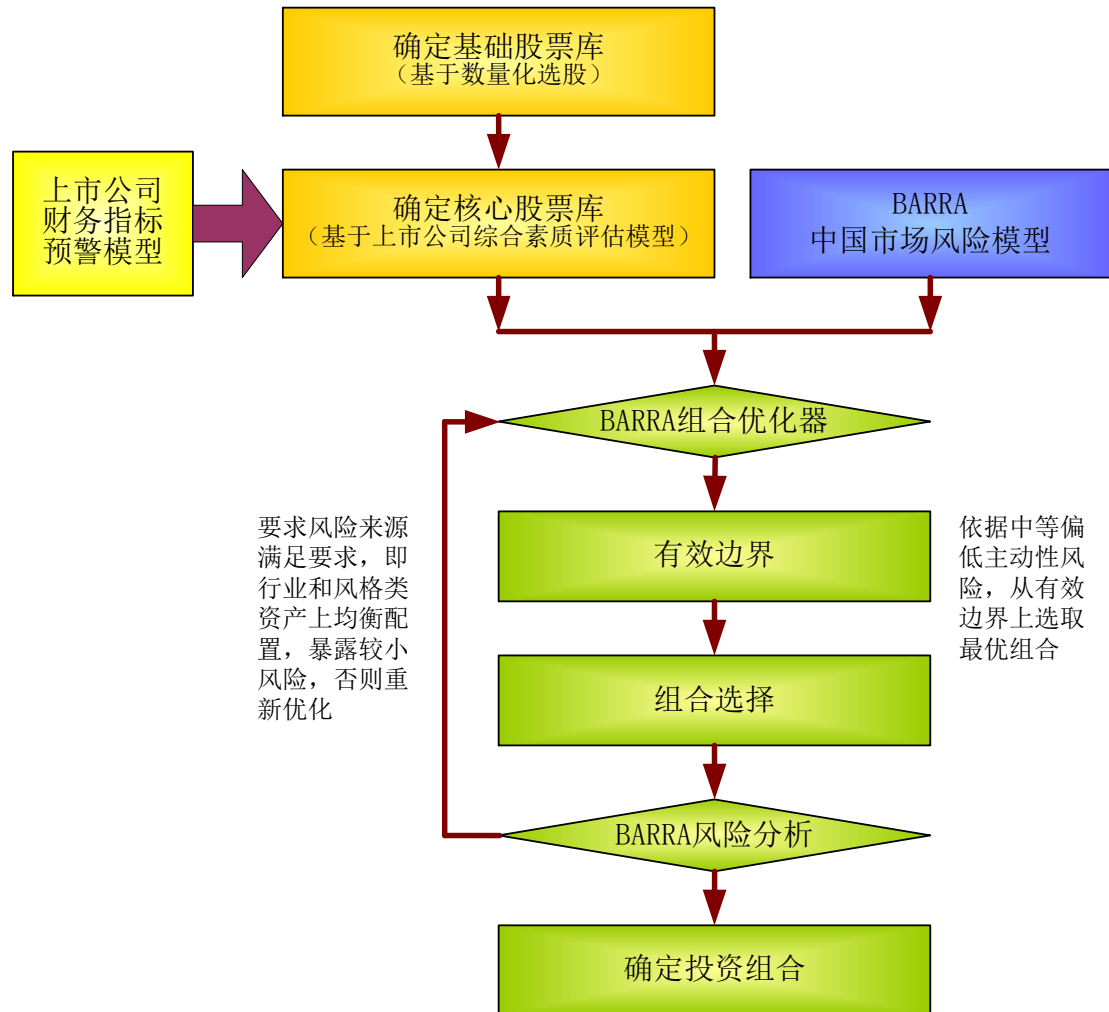 确定基础股票库
（基于数量化选股）
上市公司
财务指标
预警模型
确定核心股票库
（基于上市公司综合素质评估模型）
BARRA
中国市场风险模型
BARRA组合优化器
要求风险来源
满足要求，即
行业和风格类
资产上均衡配
置，暴露较小
风险，否则重
新优化
有效边界
依据中等偏
低主动性风
险，从有效
边界上选取
最优组合
组合选择
BARRA风险分析
确定投资组合